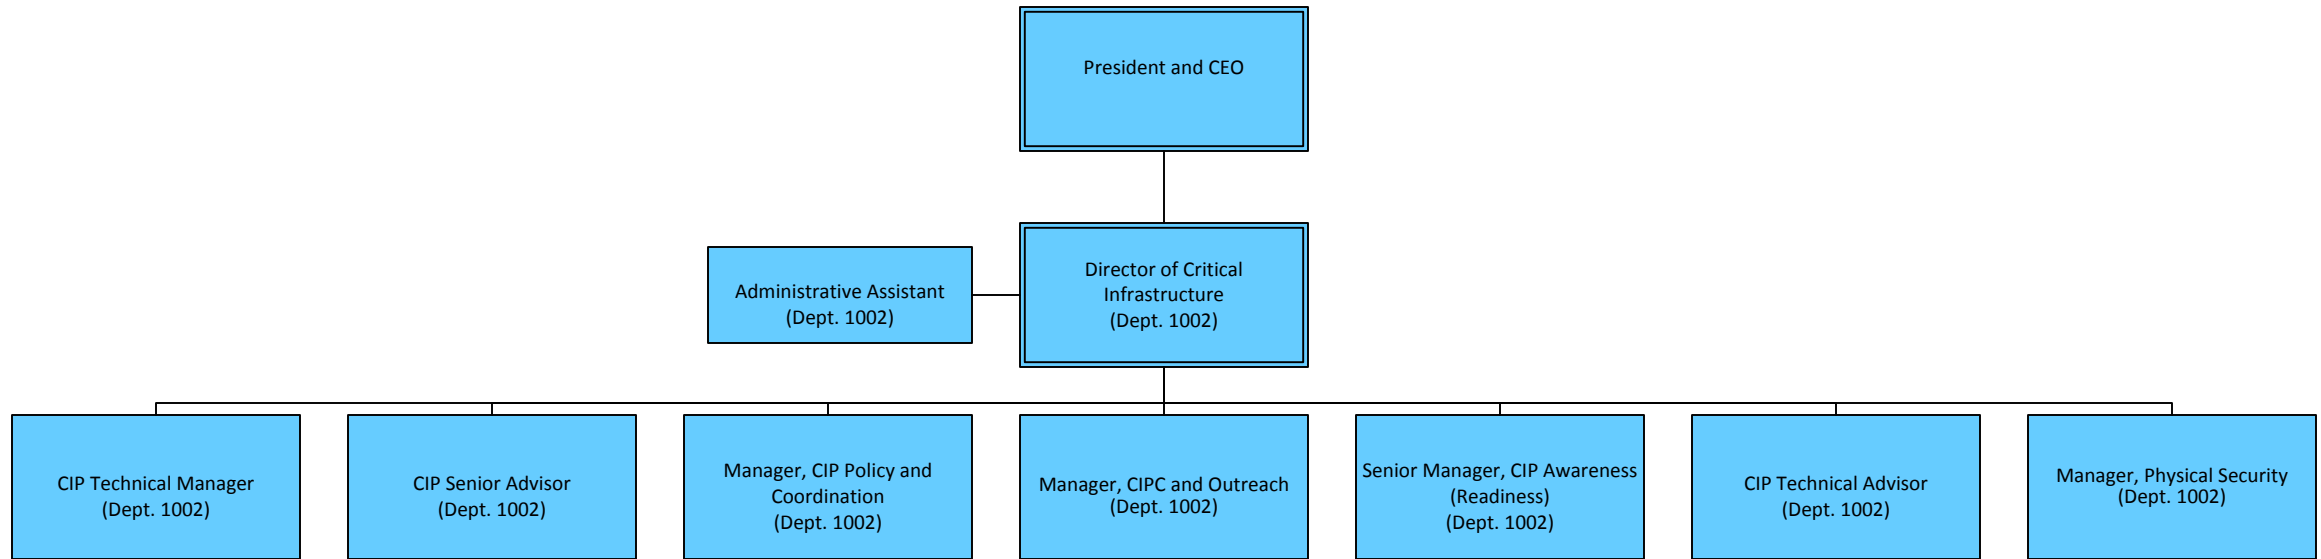 President and CEO
Administrative Assistant
(Dept. 1002)
Director of Critical
Infrastructure
(Dept. 1002)
CIP Technical Manager
(Dept. 1002)
CIP Senior Advisor
(Dept. 1002)
Manager, CIP Policy and
Coordination
(Dept. 1002)
Manager, CIPC and Outreach
(Dept. 1002)
Senior Manager, CIP Awareness
(Readiness)
(Dept. 1002)
CIP Technical Advisor
(Dept. 1002)
Manager, Physical Security
(Dept. 1002)